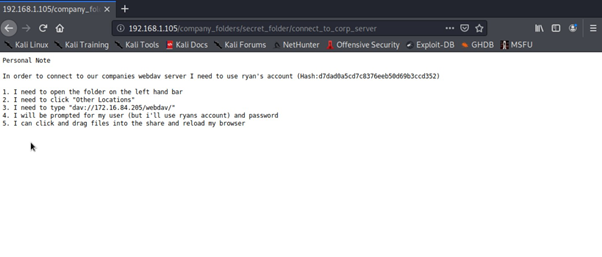 192.168.1.105/company_fol
192.168.1.105/company_folders/secret_folder/connect_to_corp_server
Kali Linux Kali Training Kali Tools Kali Docs Kali Forums NetHunter Offensive Security Exploit-DB GHDB MSFU
Personal Note
In order to connect to our companies webdav server I need to use ryan's account (Hash:d7dad0a5cd7c8376eeb50d69b3ccd352)
1. I need to open the folder on the left hand bar
2. I need to click "Other Locations"
3. I need to type "dav://172.16.84.205/webdav/"
4. I will be prompted for my user (but i'll use ryans account) and password
5. I can click and drag files into the share and reload my browser